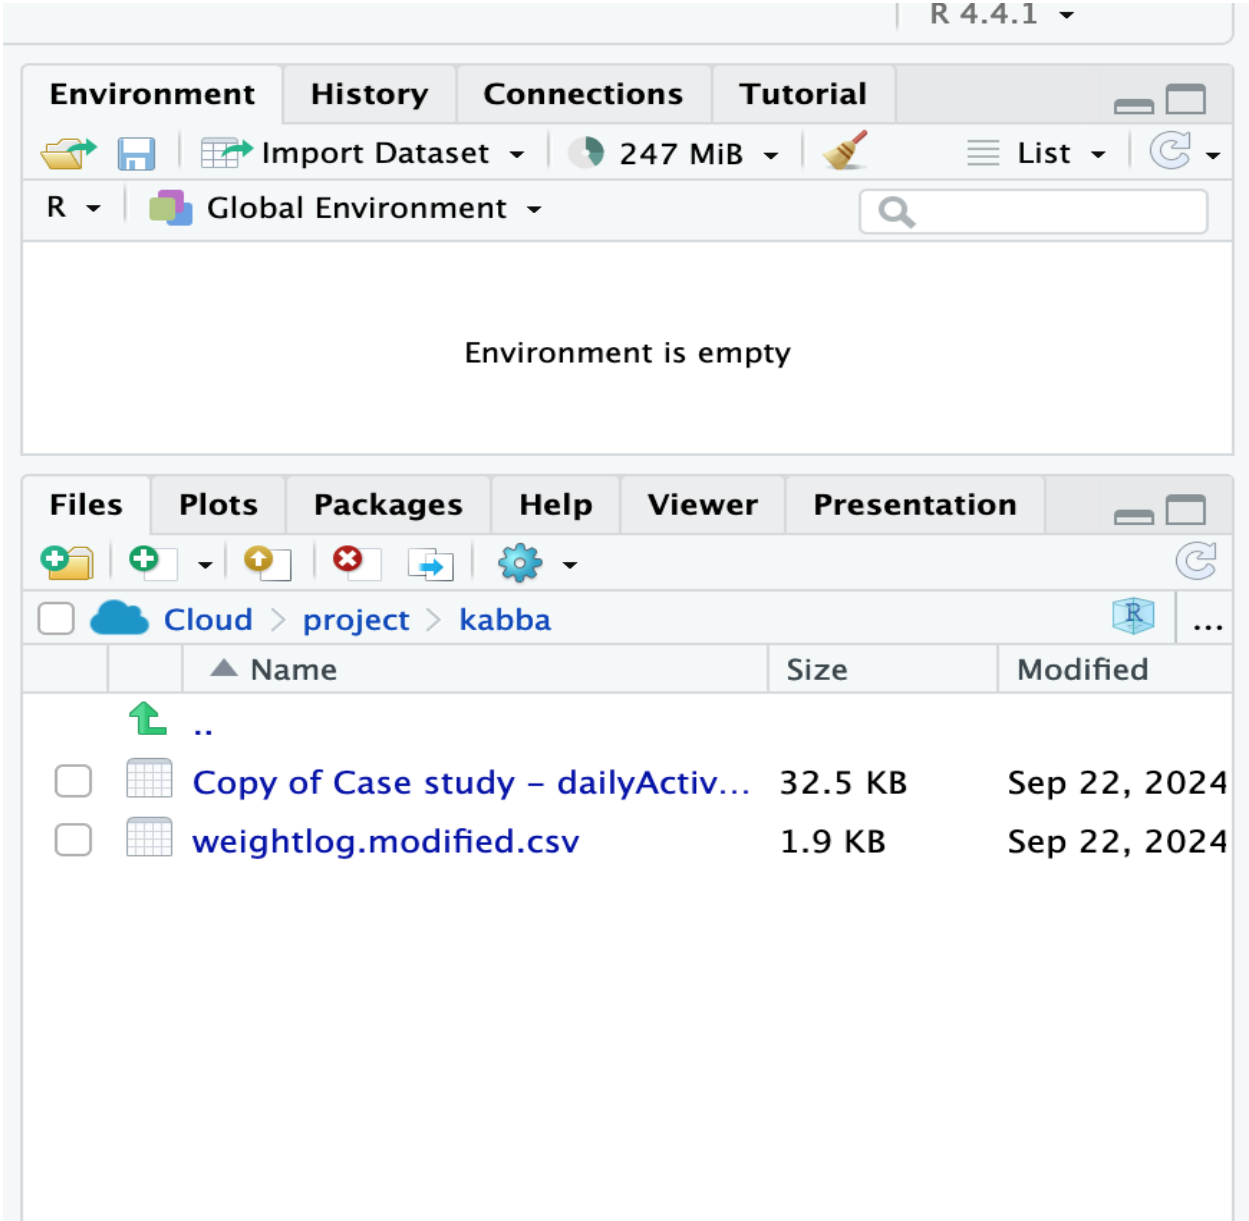 R 4.4.1
Environment History Connections Tutorial
Import Dataset 247 MiB List
R Global Environment
Environment is empty
Files Plots Packages Help Viewer Presentation
Cloud > project > kabba R ...
Name Size Modified
..
Copy of Case study – dailyActiv... 32.5 KB Sep 22, 2024
weightlog.modified.csv 1.9 KB Sep 22, 2024